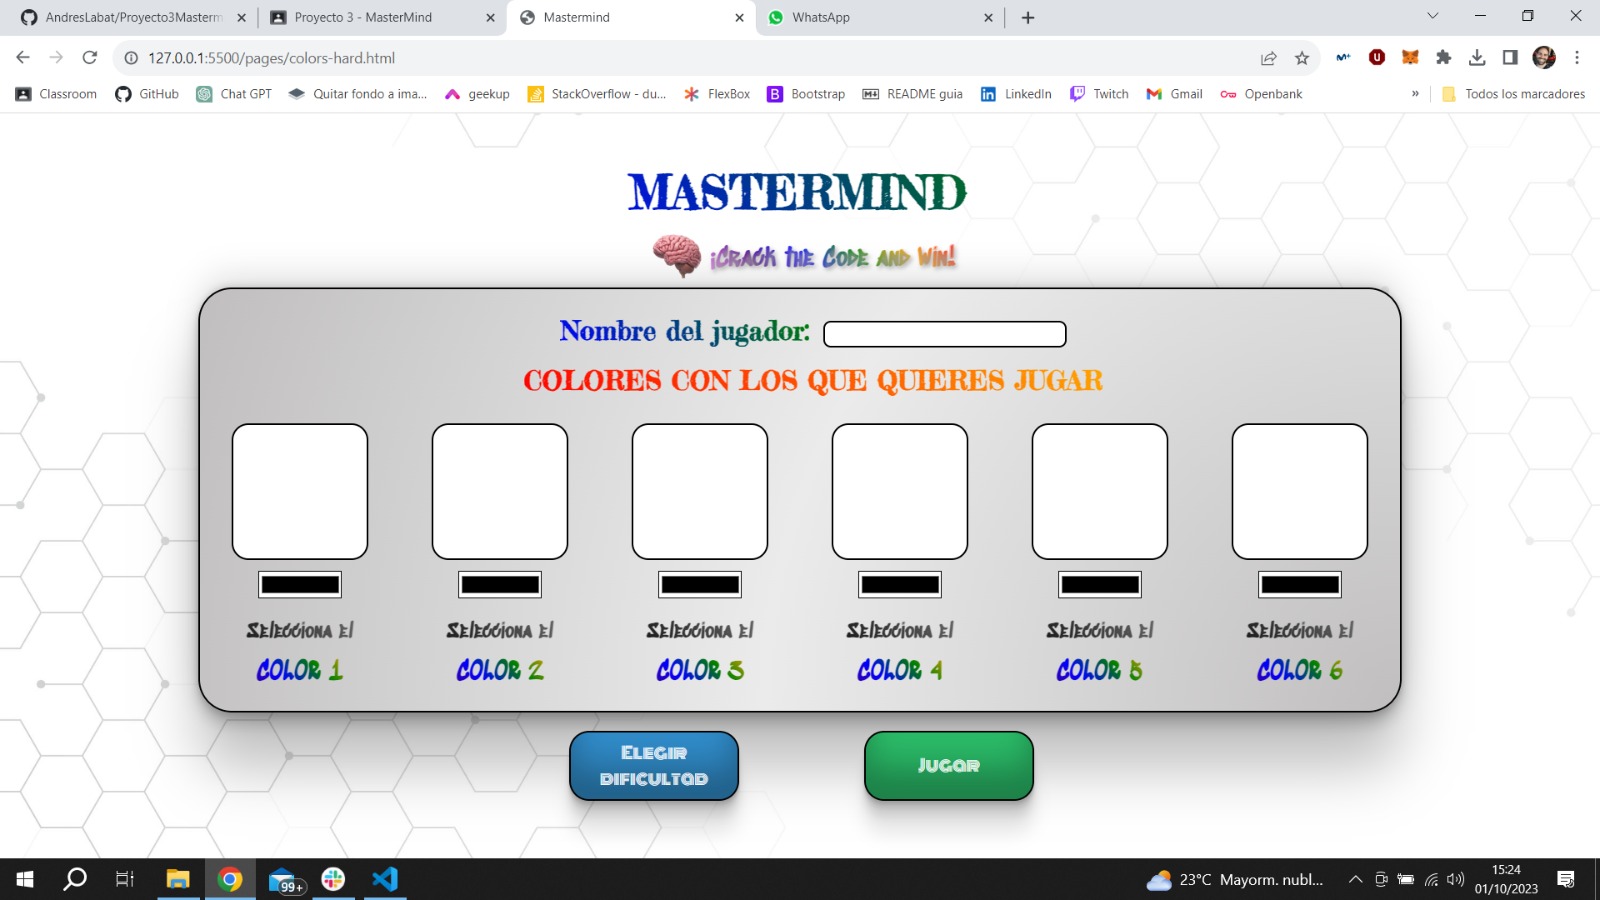 AndresLabat/Proyecto3Masterm
Proyecto 3 - MasterMind
Mastermind
WhatsApp
127.0.0.1:5500/pages/colors-hard.html
Classroom
GitHub
Chat GPT
Quitar fondo a ima...
geekup
StackOverflow - du...
FlexBox
Bootstrap
README guia
LinkedIn
Twitch
Gmail
Openbank
»
Todos los marcadores
MASTERMIND
¡Crack the Code and Win!
Nombre del jugador:
COLORES CON LOS QUE QUIERES JUGAR
Selecciona el Selecciona el Selecciona el Selecciona el Selecciona el Selecciona el
COLOR 1 COLOR 2 COLOR 3 COLOR 4 COLOR 5 COLOR 6
Elegir
dificultad
Jugar
99+
23°C Mayorm. nubl...
15:24
01/10/2023